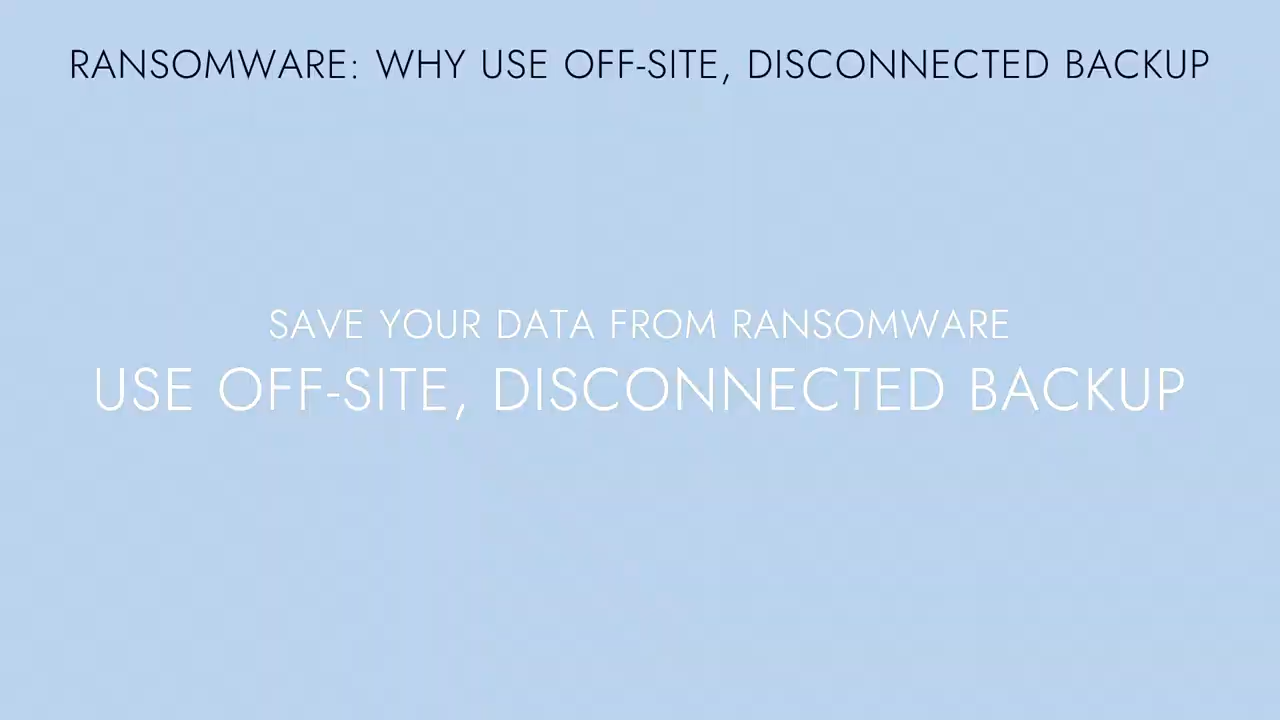 RANSOMWARE: WHY USE OFF-SITE, DISCONNECTED BACKUP
SAVE YOUR DATA FROM RANSOMWARE
USE OFF-SITE, DISCONNECTED BACKUP